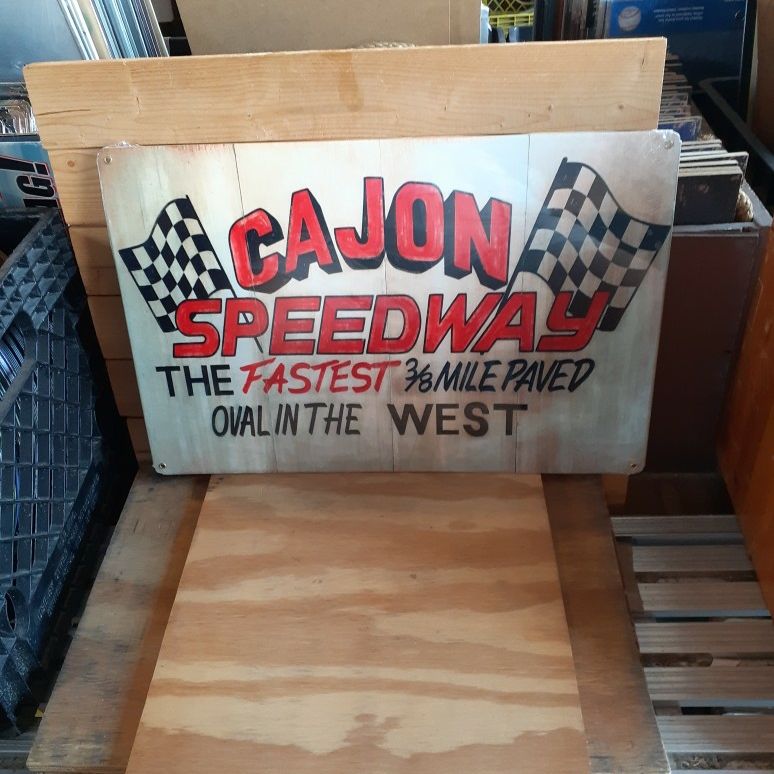 CAJON
SPEEDWAY
THE FASTEST 3/8 MILE PAVED
OVAL IN THE WEST